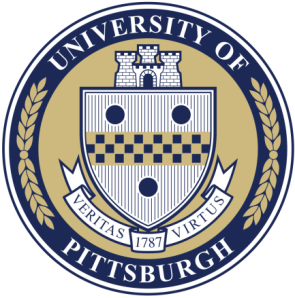 UNIVERSITY OF
PITTSBURGH
VERITAS
1787
VIRTUS